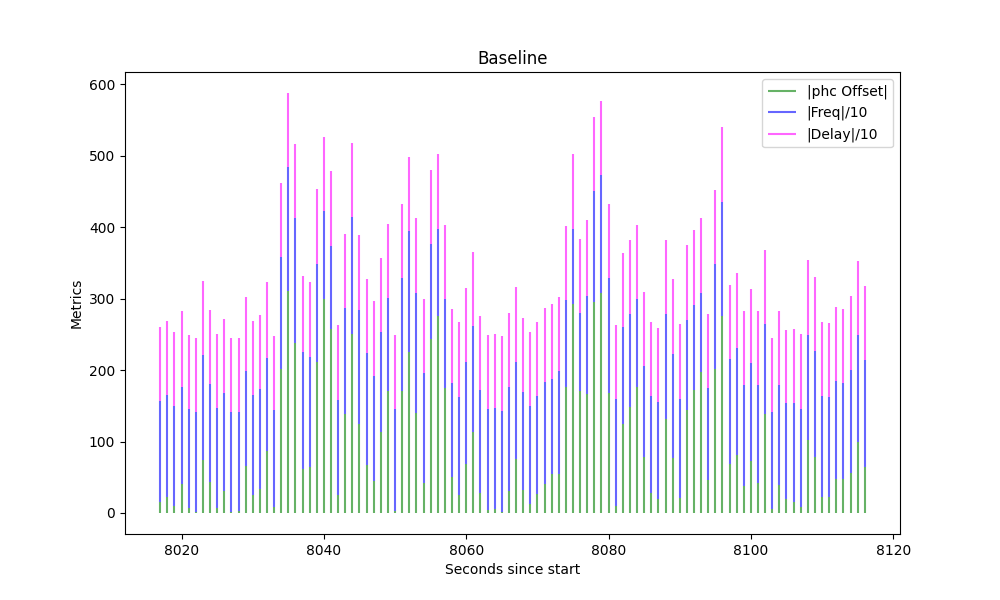 Baseline
|phc Offset|
|Freq|/10
|Delay|/10
600
500
400
300
200
100
0
Metrics
8020 8040 8060 8080 8100 8120
Seconds since start